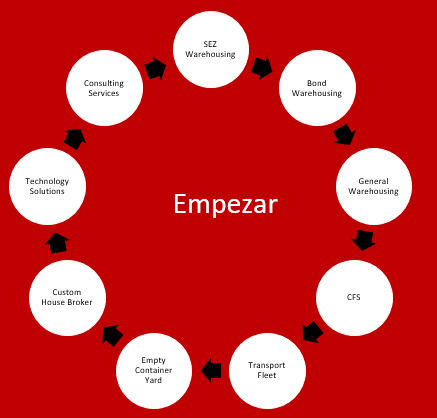 SEZ
Warehousing
Bond
Warehousing
General
Warehousing
CFS
Transport
Fleet
Empty
Container
Yard
Custom
House Broker
Technology
Solutions
Consulting
Services
Empezar